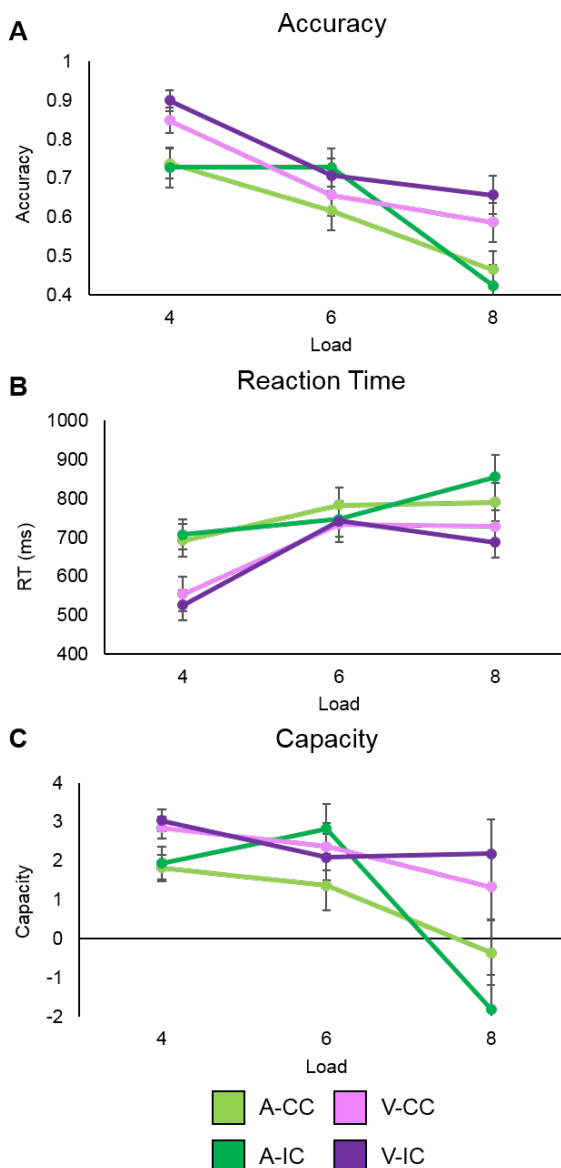 A
Accuracy
1
0.9
0.8
0.7
0.6
0.5
0.4
Accuracy
4 6 8
Load
B
Reaction Time
1000
900
800
700
600
500
400
RT (ms)
4 6 8
Load
C
Capacity
4
3
2
1
0
-1
-2
Capacity
4 6 8
Load
A-CC V-CC
A-IC V-IC